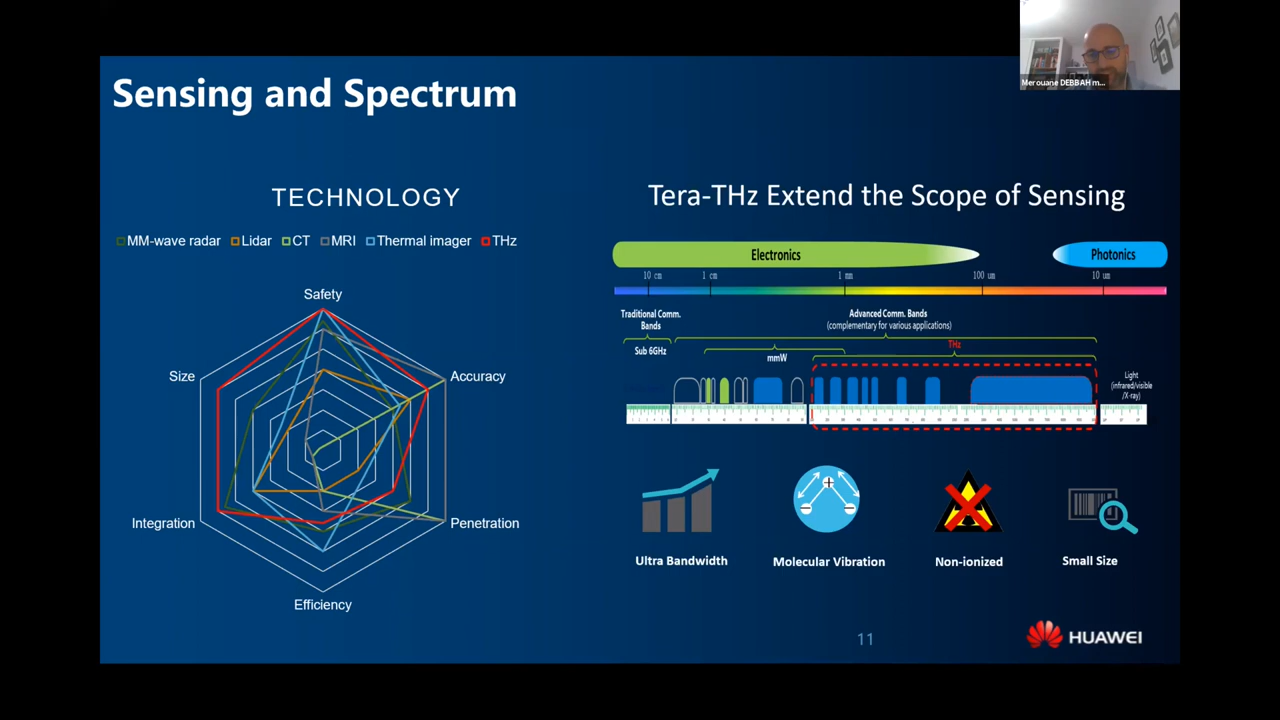 Merouane DEBBAH m...
Sensing and Spectrum
TECHNOLOGY
MM-wave radar Lidar CT MRI Thermal imager THz
Safety
Size
Accuracy
Integration
Penetration
Efficiency
Tera-THz Extend the Scope of Sensing
Electronics
Photonics
10 cm 1 cm 1 mm 100 um 10 um
Traditional Comm.
Bands
Sub 6GHz
Advanced Comm. Bands
(complementary for various applications)
mmW
THz
Light
(infrared/visible
/X-ray)
Ultra Bandwidth
Molecular Vibration
Non-ionized
Small Size
11
HUAWEI